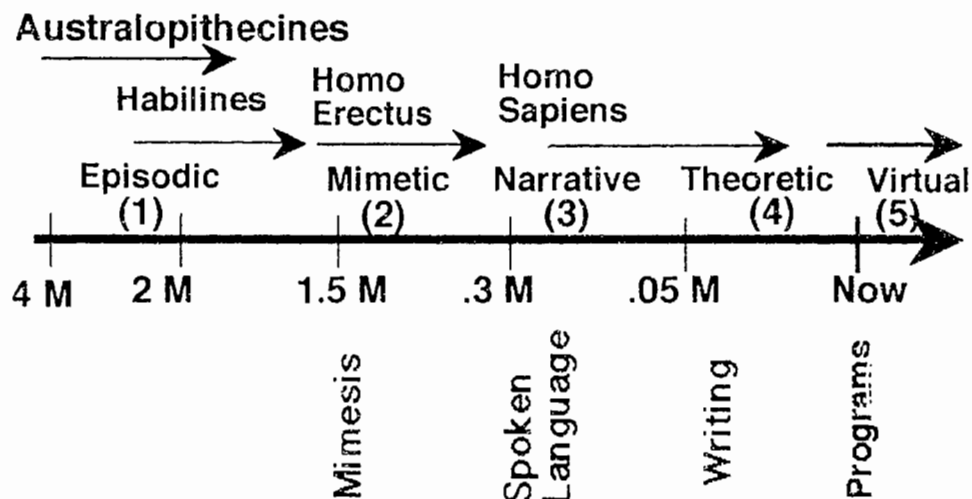 Australopithecines
Habilines
Homo
Erectus
Homo
Sapiens
Episodic
(1)
Mimetic
(2)
Narrative
(3)
Theoretic
(4)
Virtual
(5)
4 M
2 M
1.5 M
.3 M
.05 M
Now
Mimesis
Spoken
Language
Writing
Programs